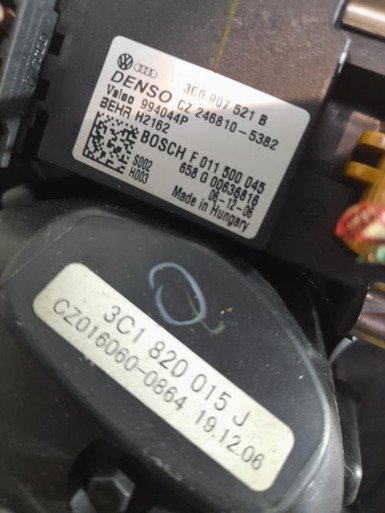 3C0 907 521 B
DENSO CZ 246810-5382
Valeo 994044P
BEHR H2162
BOSCH F 011 500 045
658 G 00636816
S002
H003
06-12-06
Made in Hungary
3C1 820 015 J
CZ016060-0864 19.12.06